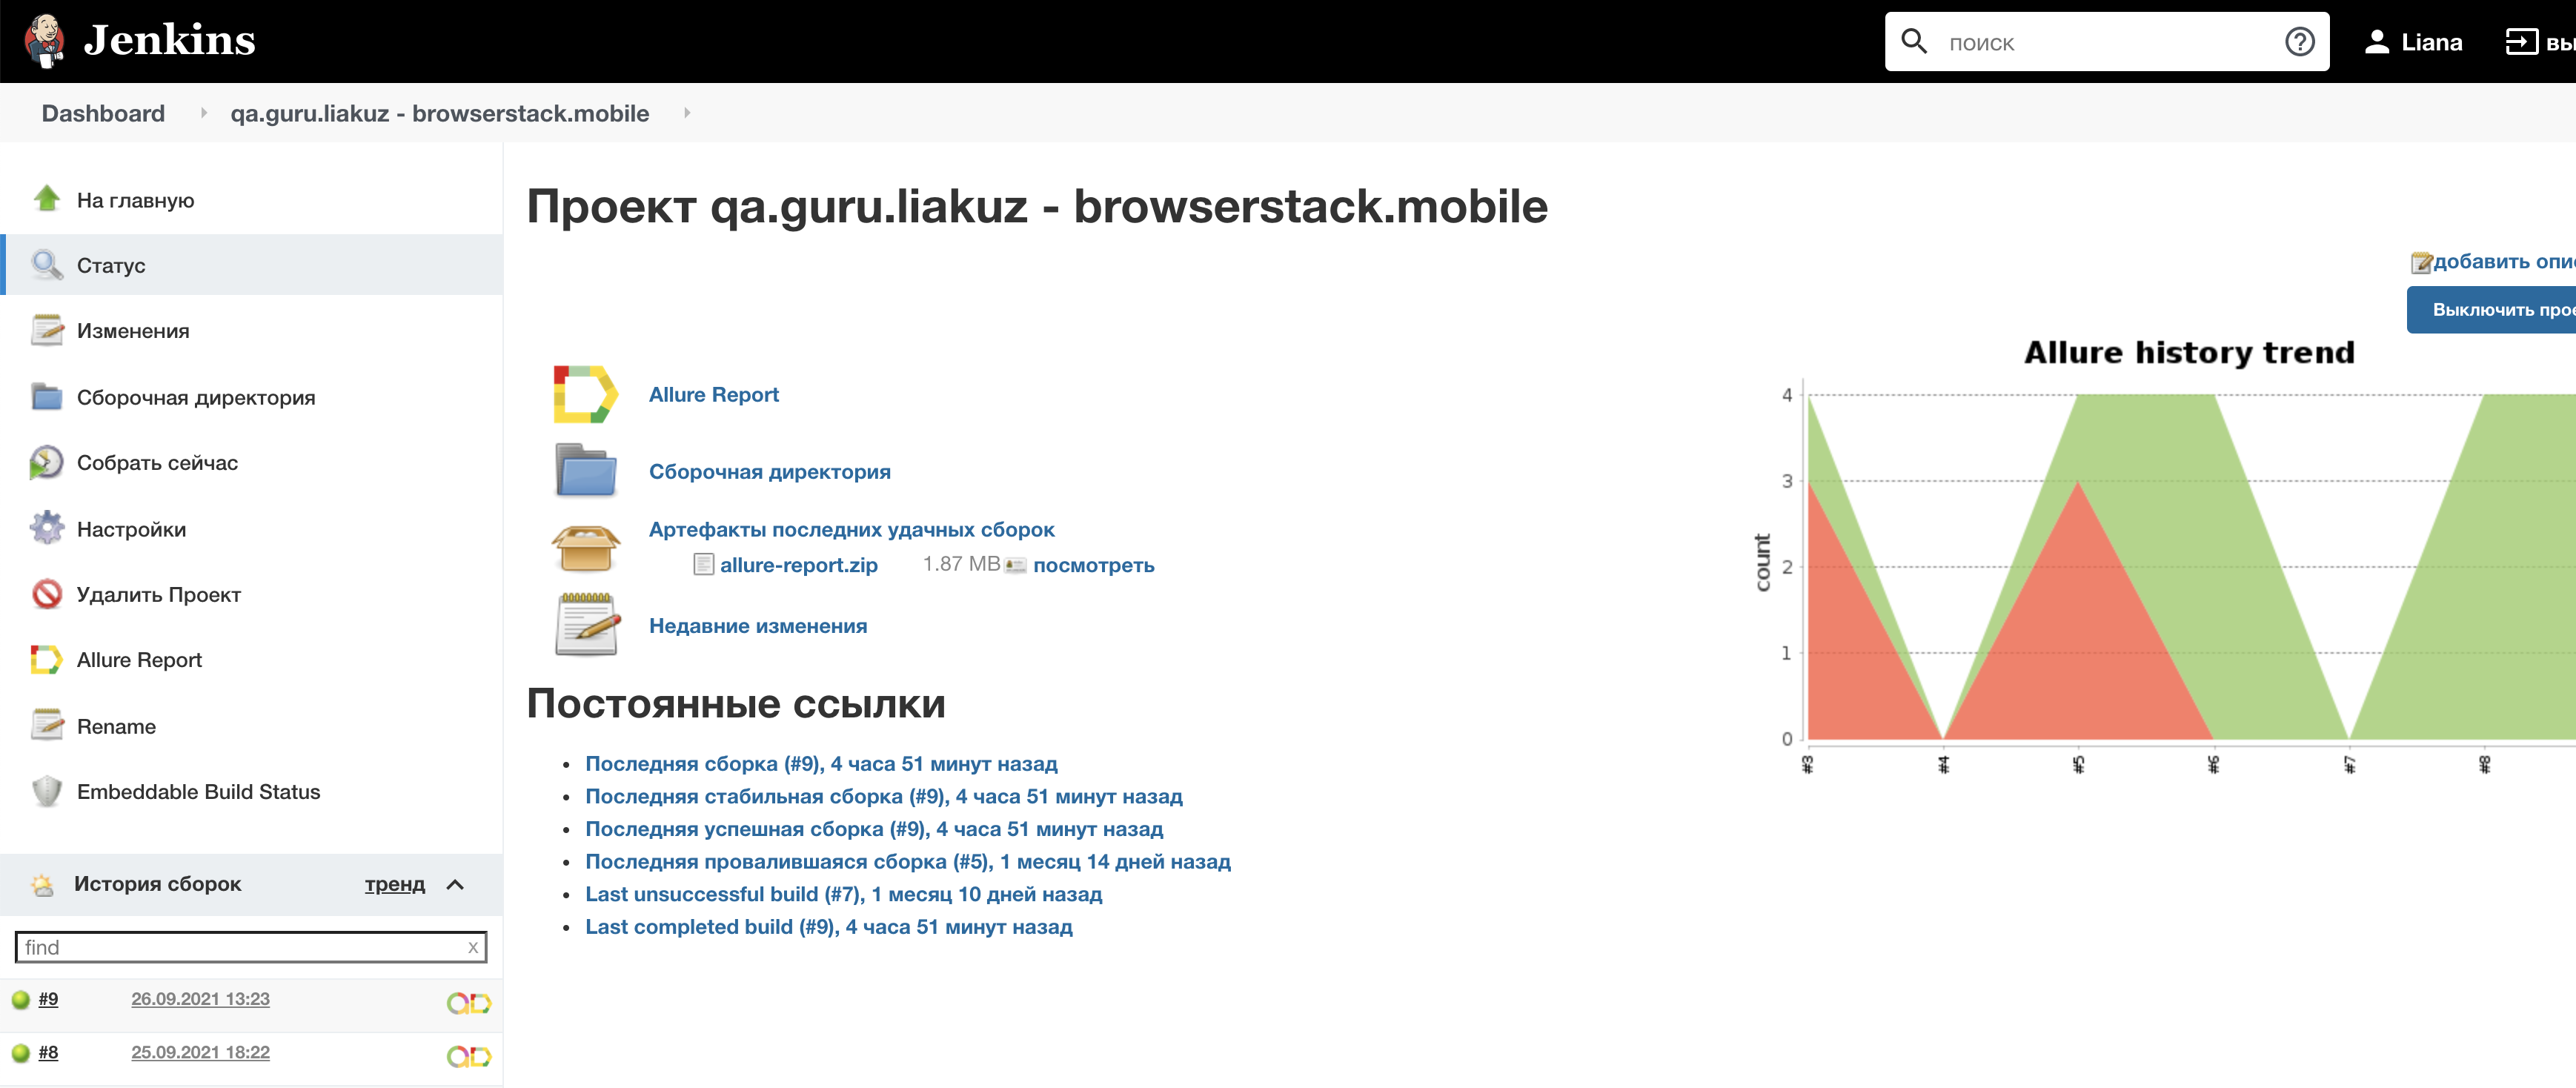 Jenkins
поиск
Liana
Dashboard
qa.guru.liakuz - browserstack.mobile
На главную
Статус
Изменения
Сборочная директория
Собрать сейчас
Настройки
Удалить Проект
Allure Report
Rename
Embeddable Build Status
История сборок
тренд
find
x
#9
26.09.2021 13:23
#8
25.09.2021 18:22
Проект qa.guru.liakuz - browserstack.mobile
добавить
Выключить
Allure Report
Сборочная директория
Артефакты последних удачных сборок
allure-report.zip 1.87 MB посмотреть
Недавние изменения
Постоянные ссылки
Последняя сборка (#9), 4 часа 51 минут назад
Последняя стабильная сборка (#9), 4 часа 51 минут назад
Последняя успешная сборка (#9), 4 часа 51 минут назад
Последняя провалившаяся сборка (#5), 1 месяц 14 дней назад
Last unsuccessful build (#7), 1 месяц 10 дней назад
Last completed build (#9), 4 часа 51 минут назад
Allure history trend
count
4
3
2
1
0
#3
#4
#5
#6
#7
#8